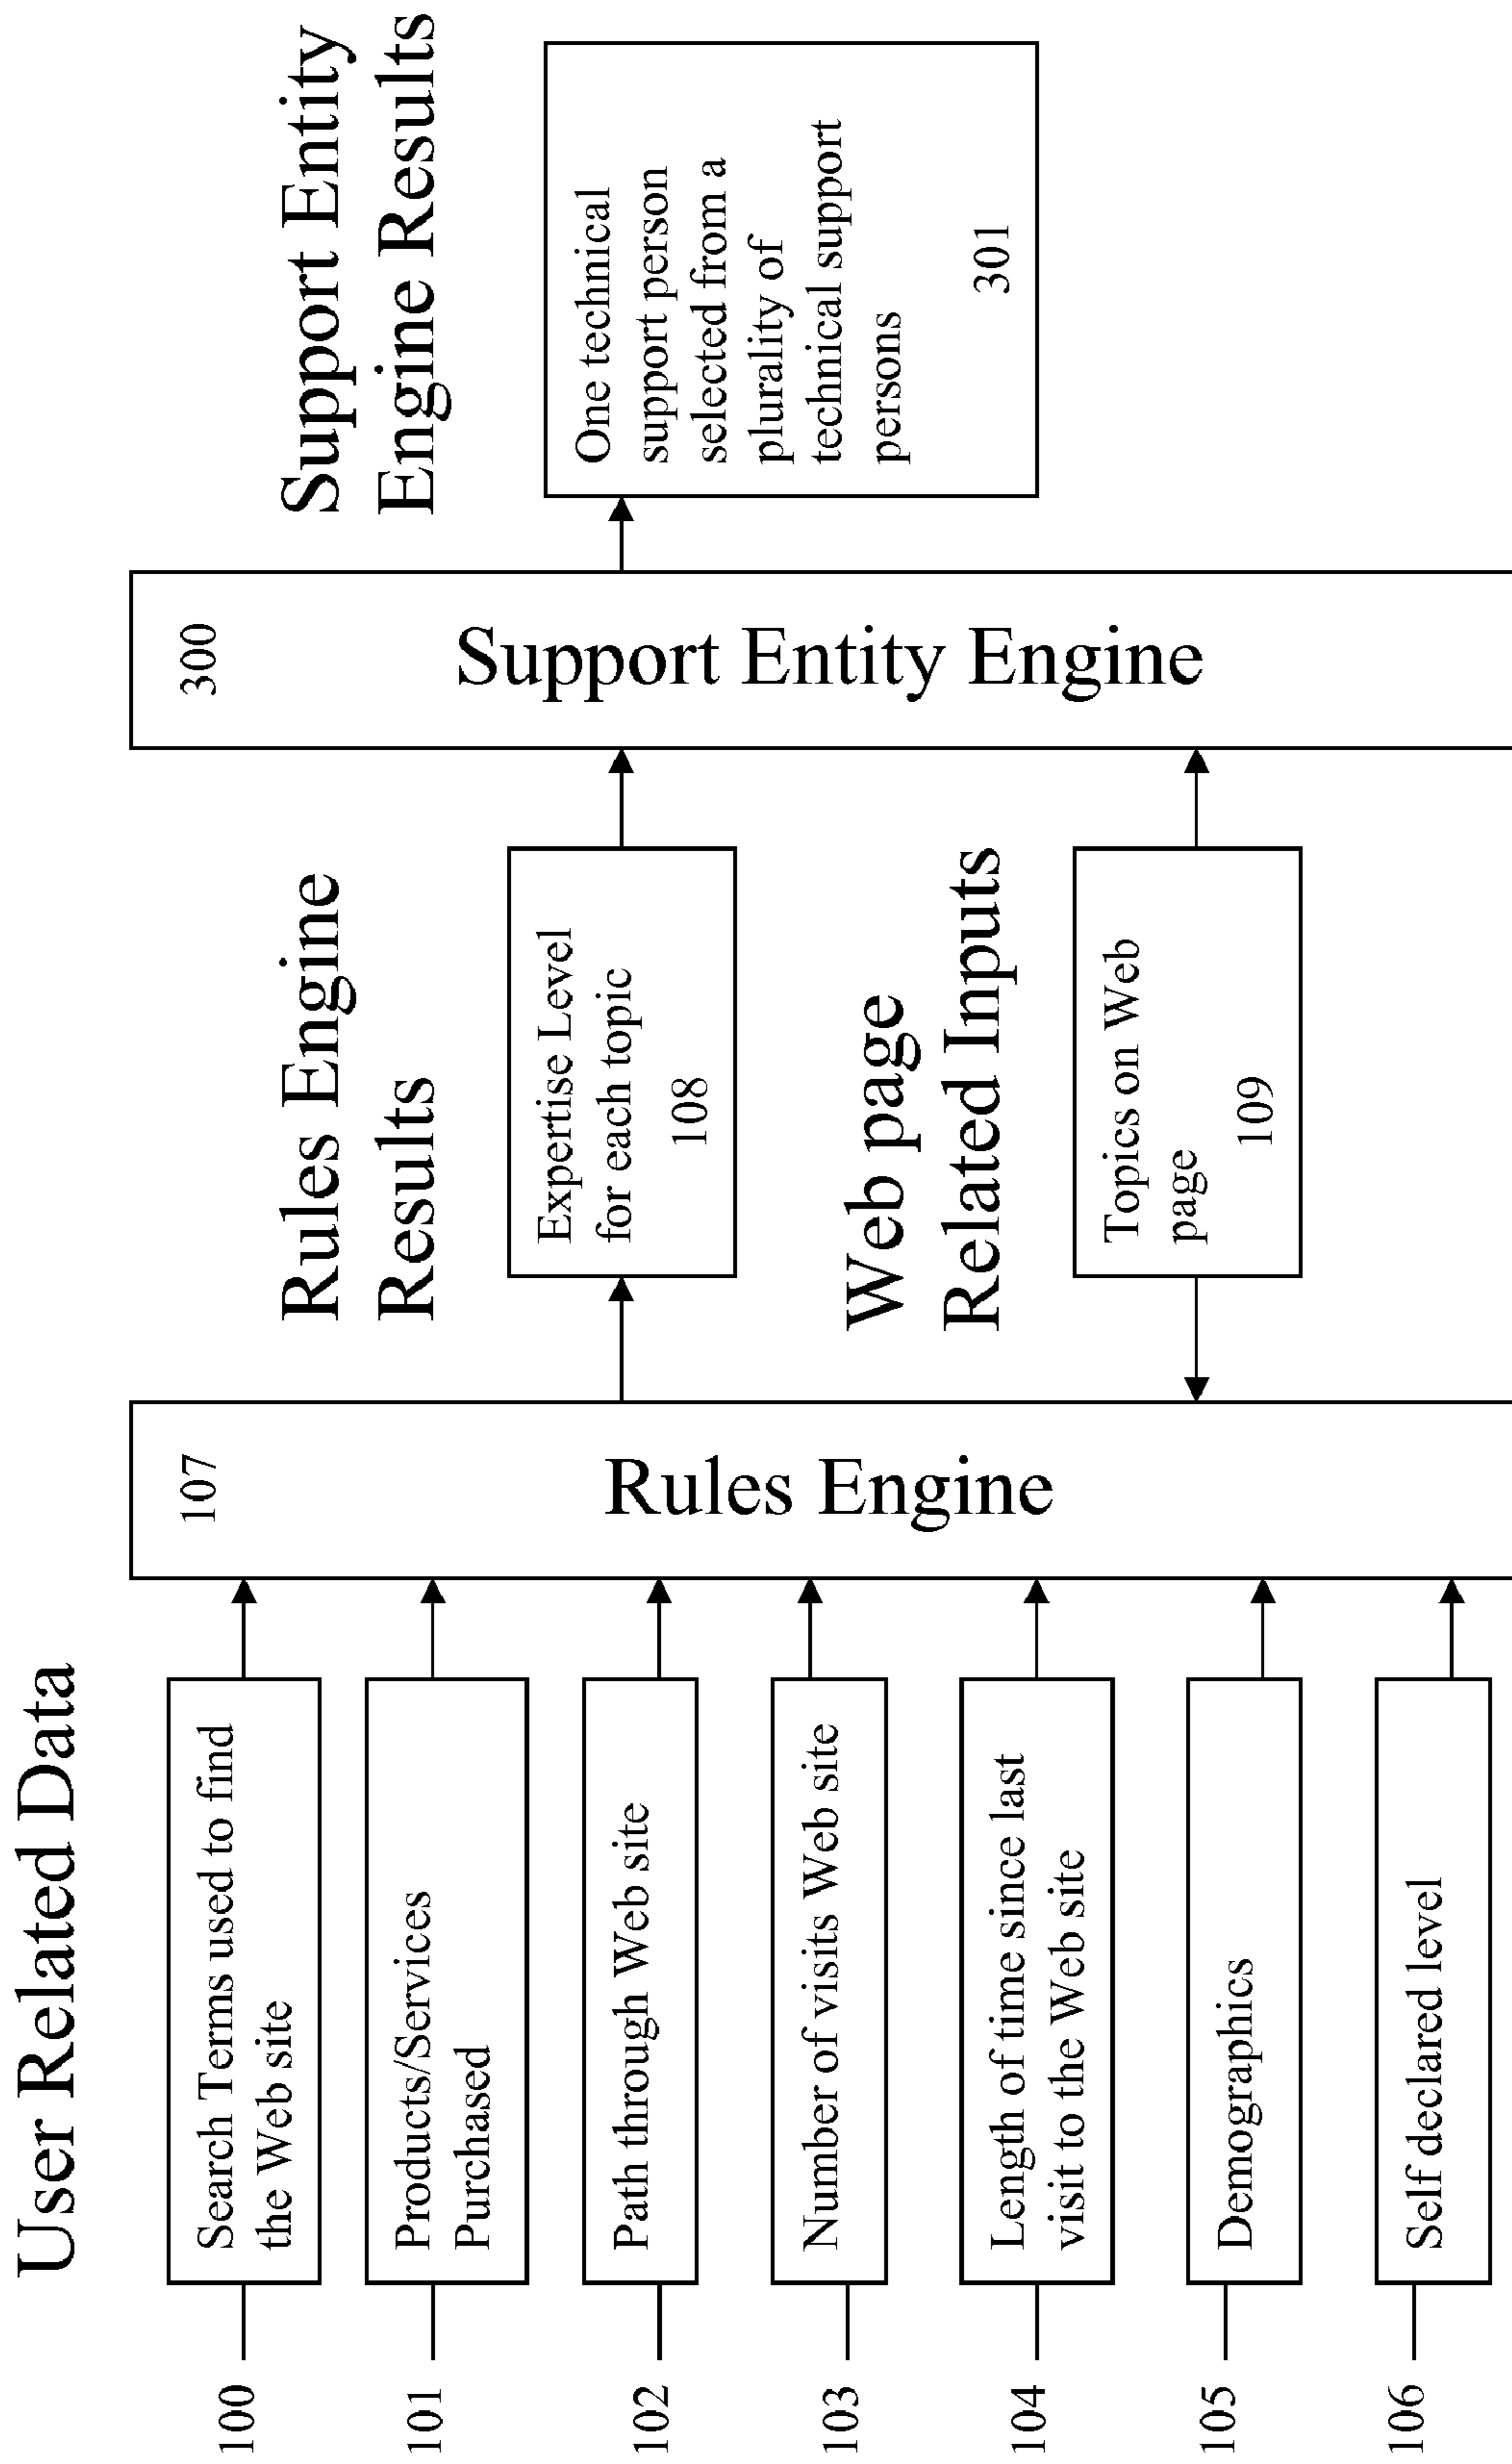 User Related Data
100
Search Terms used to find
the Web site
101
Products/Services
Purchased
102
Path through Web site
103
Number of visits Web site
104
Length of time since last
visit to the Web site
105
Demographics
106
Self declared level
107
Rules Engine
Rules Engine
Results
Expertise Level
for each topic
108
Web page
Related Inputs
Topics on Web
page
109
300
Support Entity Engine
Support Entity
Engine Results
One technical
support person
selected from a
plurality of
technical support
persons
301